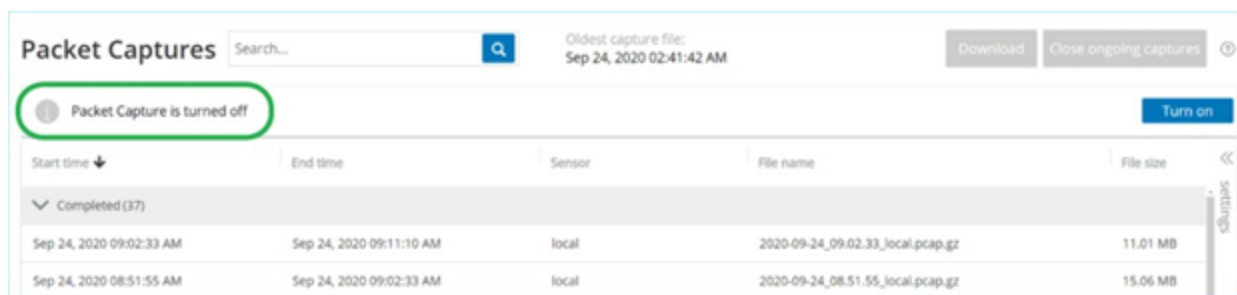 Packet Captures
Search...
Oldest capture file:
Sep 24, 2020 02:41:42 AM
Download
Close ongoing captures
Packet Capture is turned off
Turn on
Start time End time Sensor File name File size
settings
Completed (37)
Sep 24, 2020 09:02:33 AM Sep 24, 2020 09:11:10 AM local 2020-09-24_09.02.33_local.pcap.gz 11.01 MB
Sep 24, 2020 08:51:55 AM Sep 24, 2020 09:02:33 AM local 2020-09-24_08.51.55_local.pcap.gz 15.06 MB